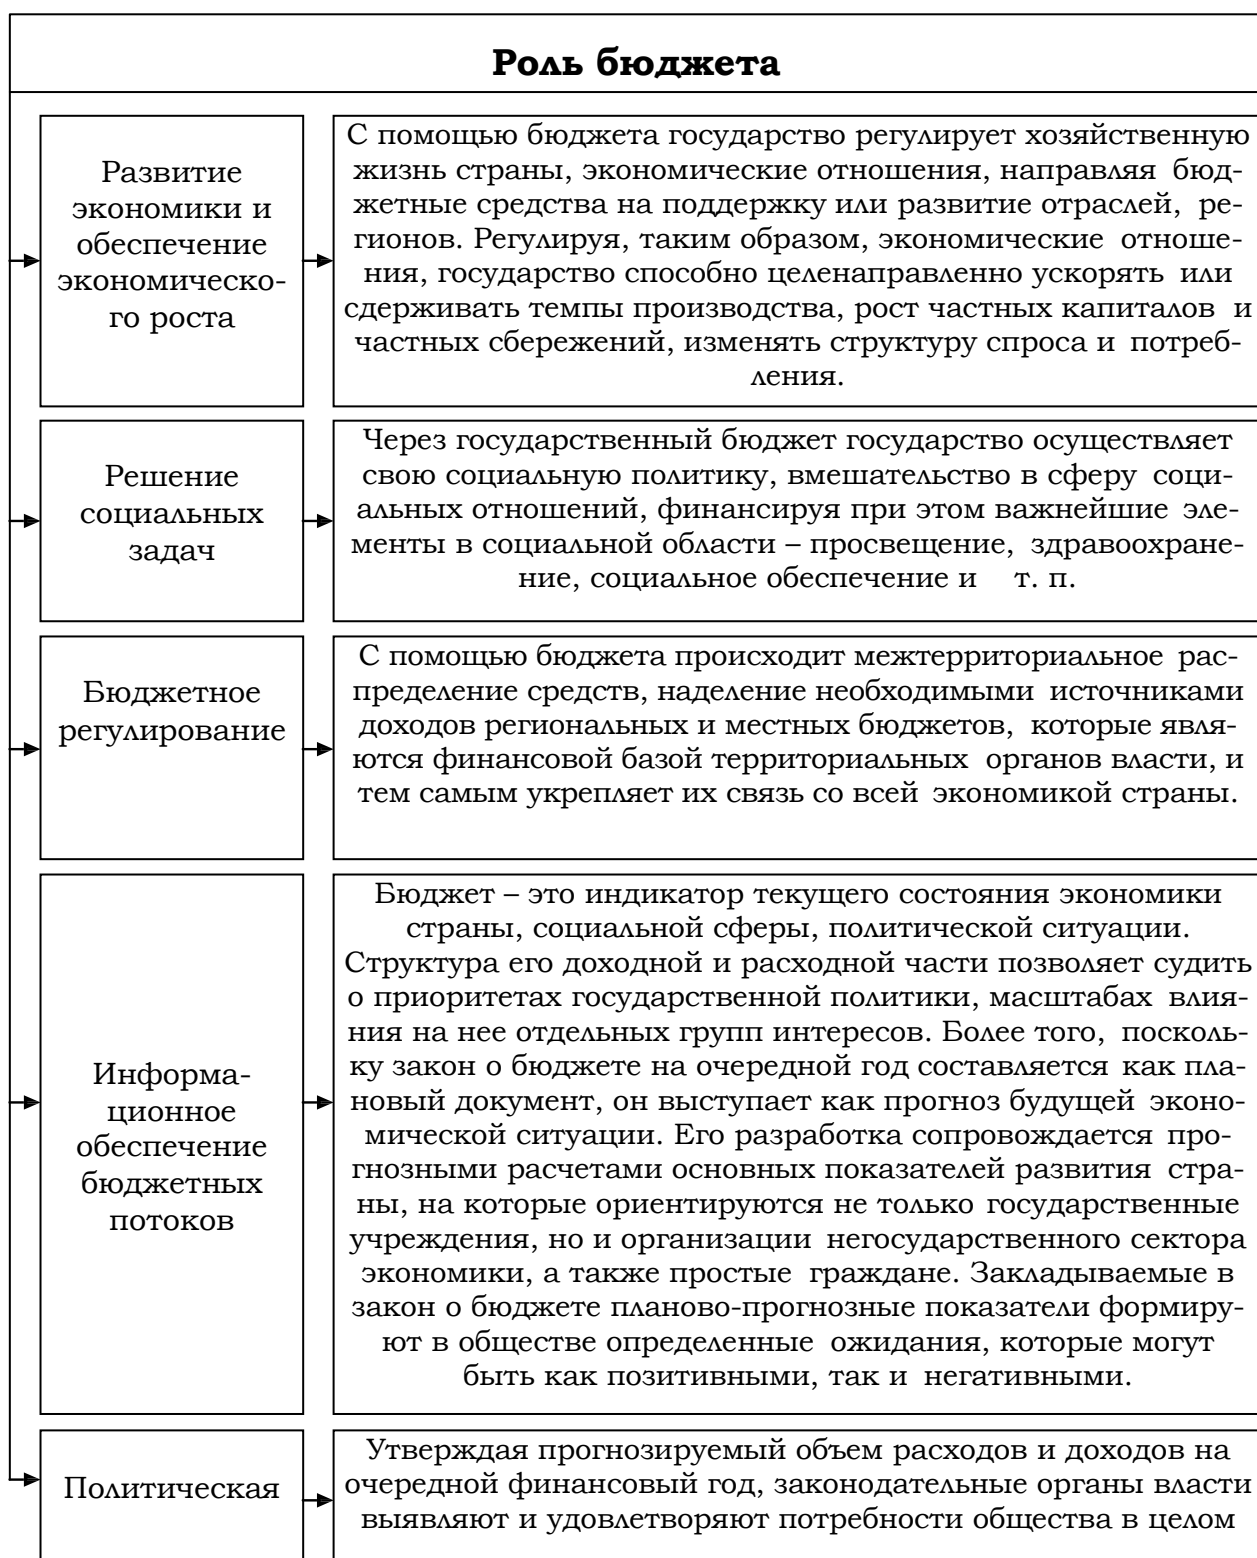 Роль бюджета
Развитие
экономики и
обеспечение
экономическо-
го роста
С помощью бюджета государство регулирует хозяйственную
жизнь страны, экономические отношения, направляя бюд-
жетные средства на поддержку или развитие отраслей, ре-
гионов. Регулируя, таким образом, экономические отноше-
ния, государство способно целенаправленно ускорять или
сдерживать темпы производства, рост частных капиталов и
частных сбережений, изменять структуру спроса и потреб-
ления.
Решение
социальных
задач
Через государственный бюджет государство осуществляет
свою социальную политику, вмешательство в сферу соци-
альных отношений, финансируя при этом важнейшие эле-
менты в социальной области – просвещение, здравоохране-
ние, социальное обеспечение и т. п.
Бюджетное
регулирование
С помощью бюджета происходит межтерриториальное рас-
пределение средств, наделение необходимыми источниками
доходов региональных и местных бюджетов, которые явля-
ются финансовой базой территориальных органов власти, и
тем самым укрепляет их связь со всей экономикой страны.
Информа-
ционное
обеспечение
бюджетных
потоков
Бюджет – это индикатор текущего состояния экономики
страны, социальной сферы, политической ситуации.
Структура его доходной и расходной части позволяет судить
о приоритетах государственной политики, масштабах влия-
ния на нее отдельных групп интересов. Более того, посколь-
ку закон о бюджете на очередной год составляется как пла-
новый документ, он выступает как прогноз будущей эконо-
мической ситуации. Его разработка сопровождается про-
гнозными расчетами основных показателей развития стра-
ны, на которые ориентируются не только государственные
учреждения, но и организации негосударственного сектора
экономики, а также простые граждане. Закладываемые в
закон о бюджете планово-прогнозные показатели формиру-
ют в обществе определенные ожидания, которые могут
быть как позитивными, так и негативными.
Политическая
Утверждая прогнозируемый объем расходов и доходов на
очередной финансовый год, законодательные органы власти
выявляют и удовлетворяют потребности общества в целом